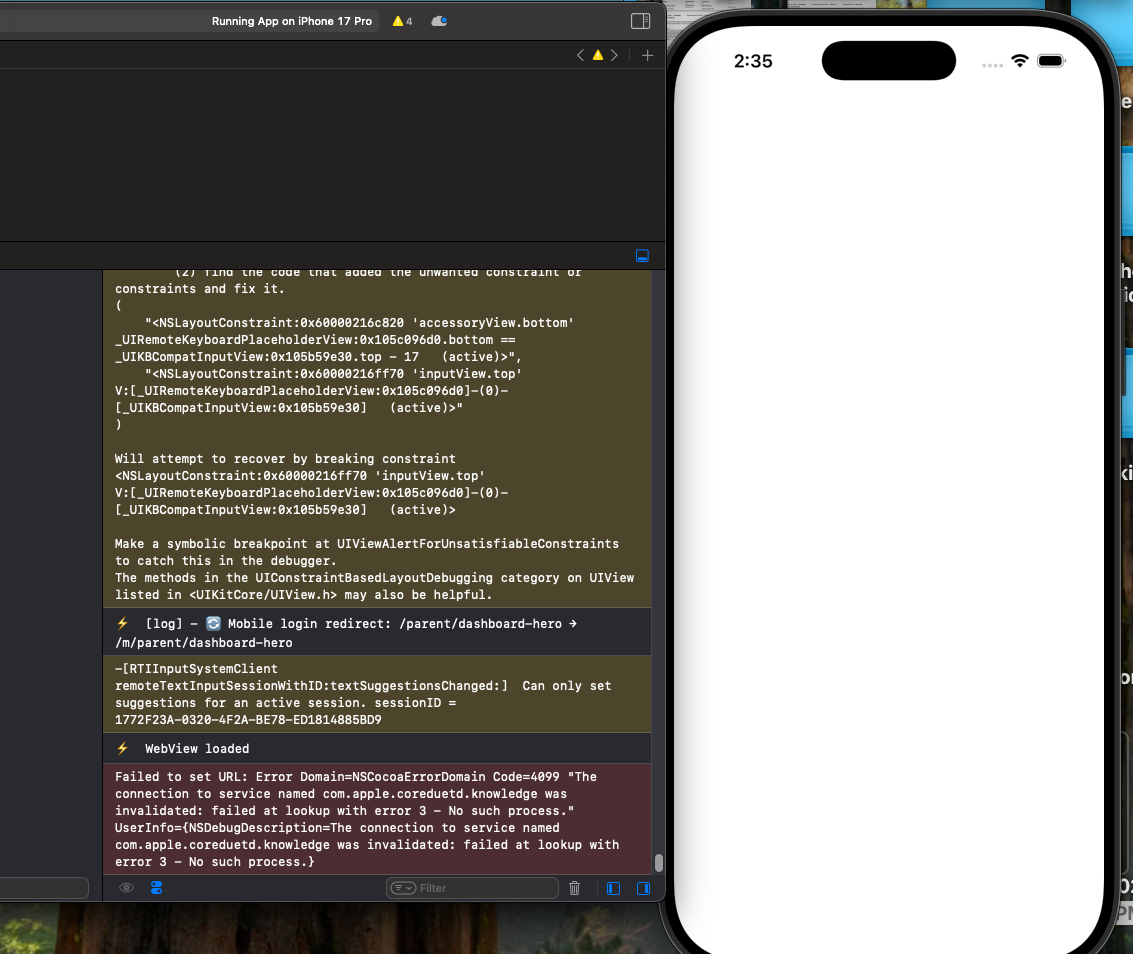 Running App on iPhone 17 Pro
4
2:35
(2) find the code that added the unwanted constraint or
constraints and fix it.
(
"<NSLayoutConstraint:0x60000216c820 'accessoryView.bottom'
_UIRemoteKeyboardPlaceholderView:0x105c096d0.bottom ==
_UIKBCompatInputView:0x105b59e30.top - 17   (active)>",
"<NSLayoutConstraint:0x60000216ff70 'inputView.top'
V:[_UIRemoteKeyboardPlaceholderView:0x105c096d0]-(0)-
[_UIKBCompatInputView:0x105b59e30]   (active)>"
)
Will attempt to recover by breaking constraint
<NSLayoutConstraint:0x60000216ff70 'inputView.top'
V:[_UIRemoteKeyboardPlaceholderView:0x105c096d0]-(0)-
[_UIKBCompatInputView:0x105b59e30]   (active)>
Make a symbolic breakpoint at UIViewAlertForUnsatisfiableConstraints
to catch this in the debugger.
The methods in the UIConstraintBasedLayoutDebugging category on UIView
listed in <UIKitCore/UIView.h> may also be helpful.
⚡ [log] - 🔄 Mobile login redirect: /parent/dashboard-hero →
/m/parent/dashboard-hero
-[RTIInputSystemClient
remoteTextInputSessionWithID:textSuggestionsChanged:]  Can only set
suggestions for an active session. sessionID =
1772F23A-0320-4F2A-BE78-ED1814885BD9
⚡ WebView loaded
Failed to set URL: Error Domain=NSCocoaErrorDomain Code=4099 "The
connection to service named com.apple.coreduetd.knowledge was
invalidated: failed at lookup with error 3 - No such process."
UserInfo={NSDebugDescription=The connection to service named
com.apple.coreduetd.knowledge was invalidated: failed at lookup with
error 3 - No such process.}
Filter